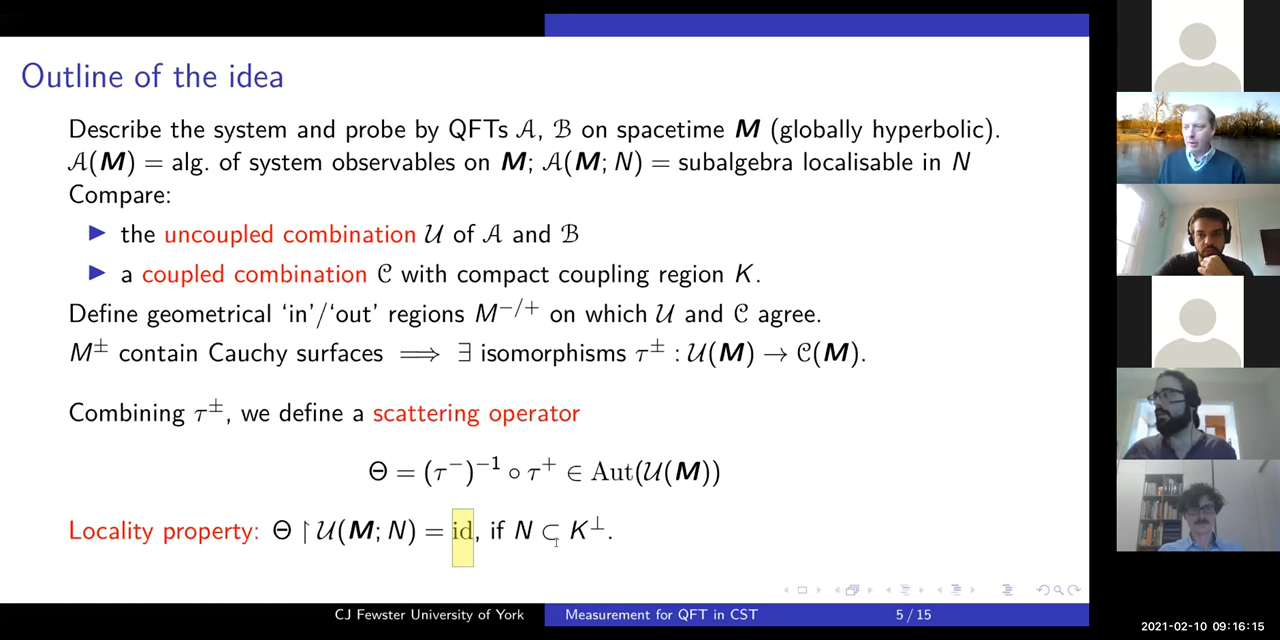 Outline of the idea
Describe the system and probe by QFTs 𝒜, ℬ on spacetime 𝑴 (globally hyperbolic).
𝒜(𝑴) = alg. of system observables on 𝑴; 𝒜(𝑴; N) = subalgebra localisable in N
Compare:
▶ the uncoupled combination 𝒰 of 𝒜 and ℬ
▶ a coupled combination 𝒞 with compact coupling region K.
Define geometrical ‘in’/‘out’ regions M⁻/⁺ on which 𝒰 and 𝒞 agree.
M± contain Cauchy surfaces ⟹ ∃ isomorphisms τ± : 𝒰(𝑴) → 𝒞(𝑴).
Combining τ±, we define a scattering operator
Θ = (τ⁻)⁻¹ ∘ τ⁺ ∈ Aut(𝒰(𝑴))
Locality property: Θ ↾ 𝒰(𝑴; N) = id, if N ⊂ K⊥.
CJ Fewster University of York
Measurement for QFT in CST
5 / 15
2021-02-10 09:16:15